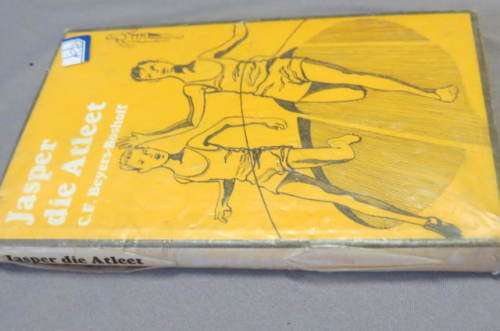 Jasper
die Atleet
C.F. Beyers-Boshoff
Jasper die Atleet